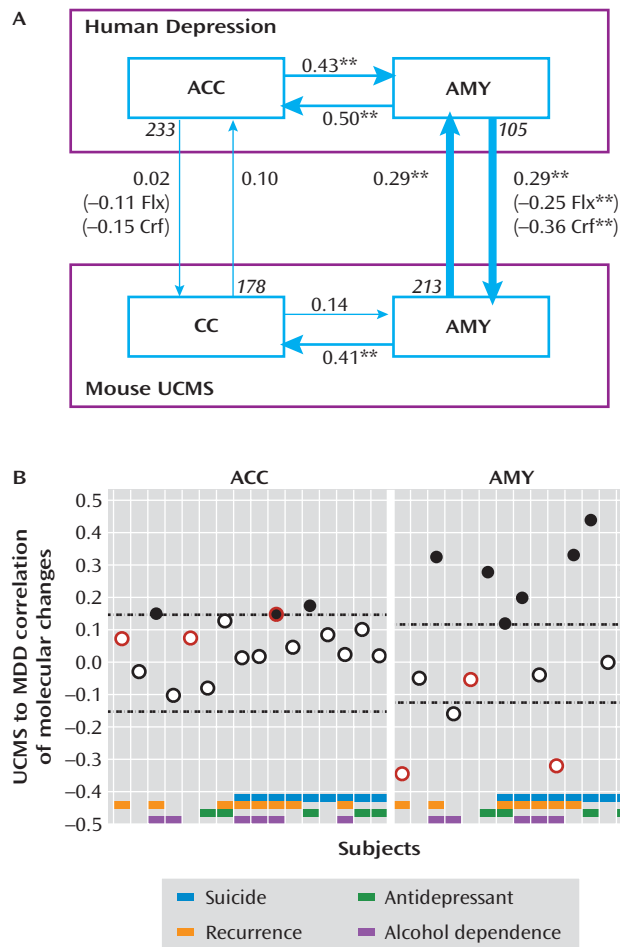 A
Human Depression
ACC
0.43**
AMY
0.50**
233
105
0.02
(–0.11 Flx)
(–0.15 Crf)
0.10
0.29**
0.29**
(–0.25 Flx**)
(–0.36 Crf**)
178
213
CC
0.14
AMY
0.41**
Mouse UCMS
B
ACC
AMY
UCMS to MDD correlation
of molecular changes
0.5
0.4
0.3
0.2
0.1
0.0
–0.1
–0.2
–0.3
–0.4
–0.5
Subjects
Suicide
Antidepressant
Recurrence
Alcohol dependence